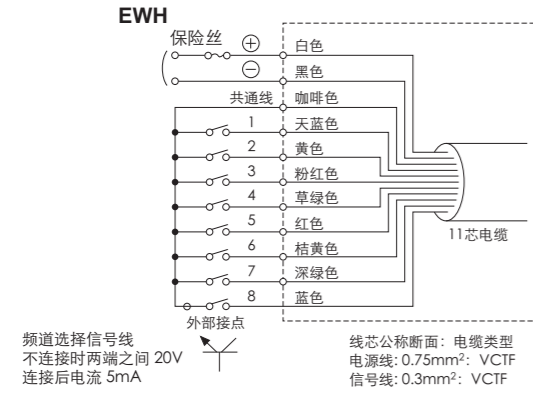 EWH
保险丝
⊕
白色
⊖
黑色
共通线
咖啡色
1
天蓝色
2
黄色
3
粉红色
4
草绿色
5
红色
6
桔黄色
7
深绿色
8
蓝色
外部接点
11芯电缆
频道选择信号线
不连接时两端之间 20V
连接后电流 5mA
线芯公称断面：电缆类型
电源线: 0.75mm²：VCTF
信号线: 0.3mm²：VCTF